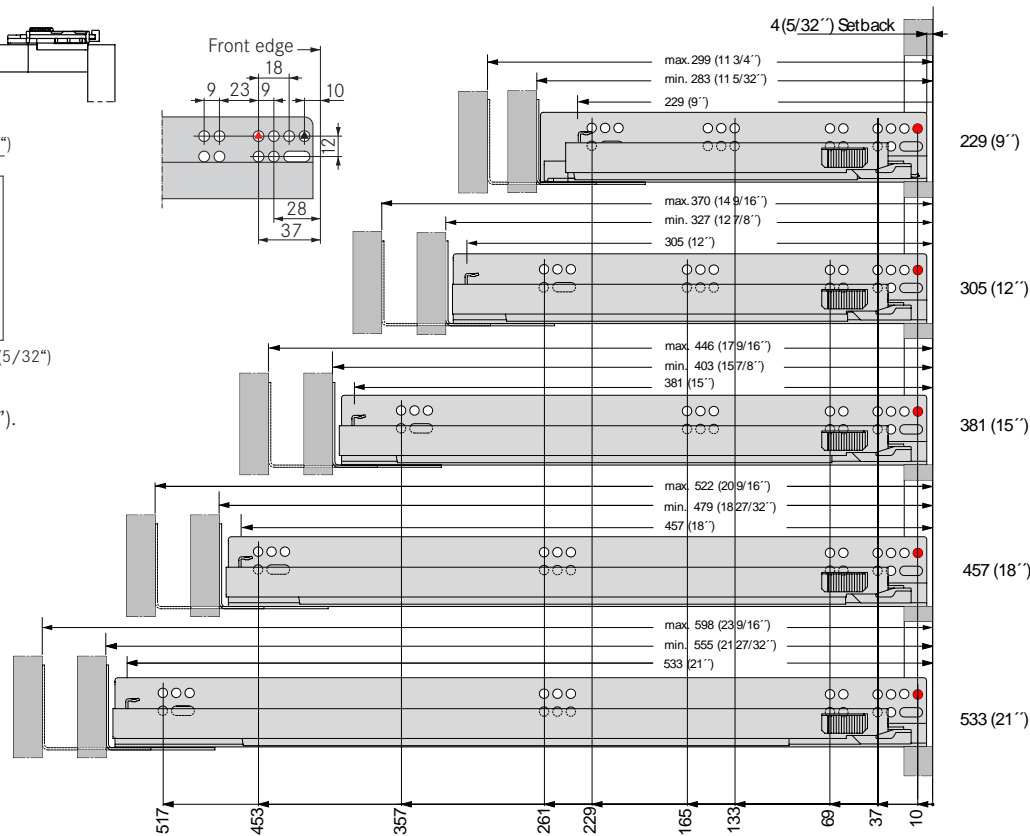 4(5/32´´) Setback
Front edge
18
9 23 9 10
12
28
37
“)
(5/32“)
“).
max. 299 (11 3/4´´)
min. 283 (11 5/32´´)
229 (9´´)
229 (9´´)
max. 370 (14 9/16´´)
min. 327 (12 7/8´´)
305 (12´´)
305 (12´´)
max. 446 (17 9/16´´)
min. 403 (15 7/8´´)
381 (15´´)
381 (15´´)
max. 522 (20 9/16´´)
min. 479 (18 27/32´´)
457 (18´´)
457 (18´´)
max. 598 (23 9/16´´)
min. 555 (21 27/32´´)
533 (21´´)
533 (21´´)
517 453 357 261 229 165 133 69 37 10